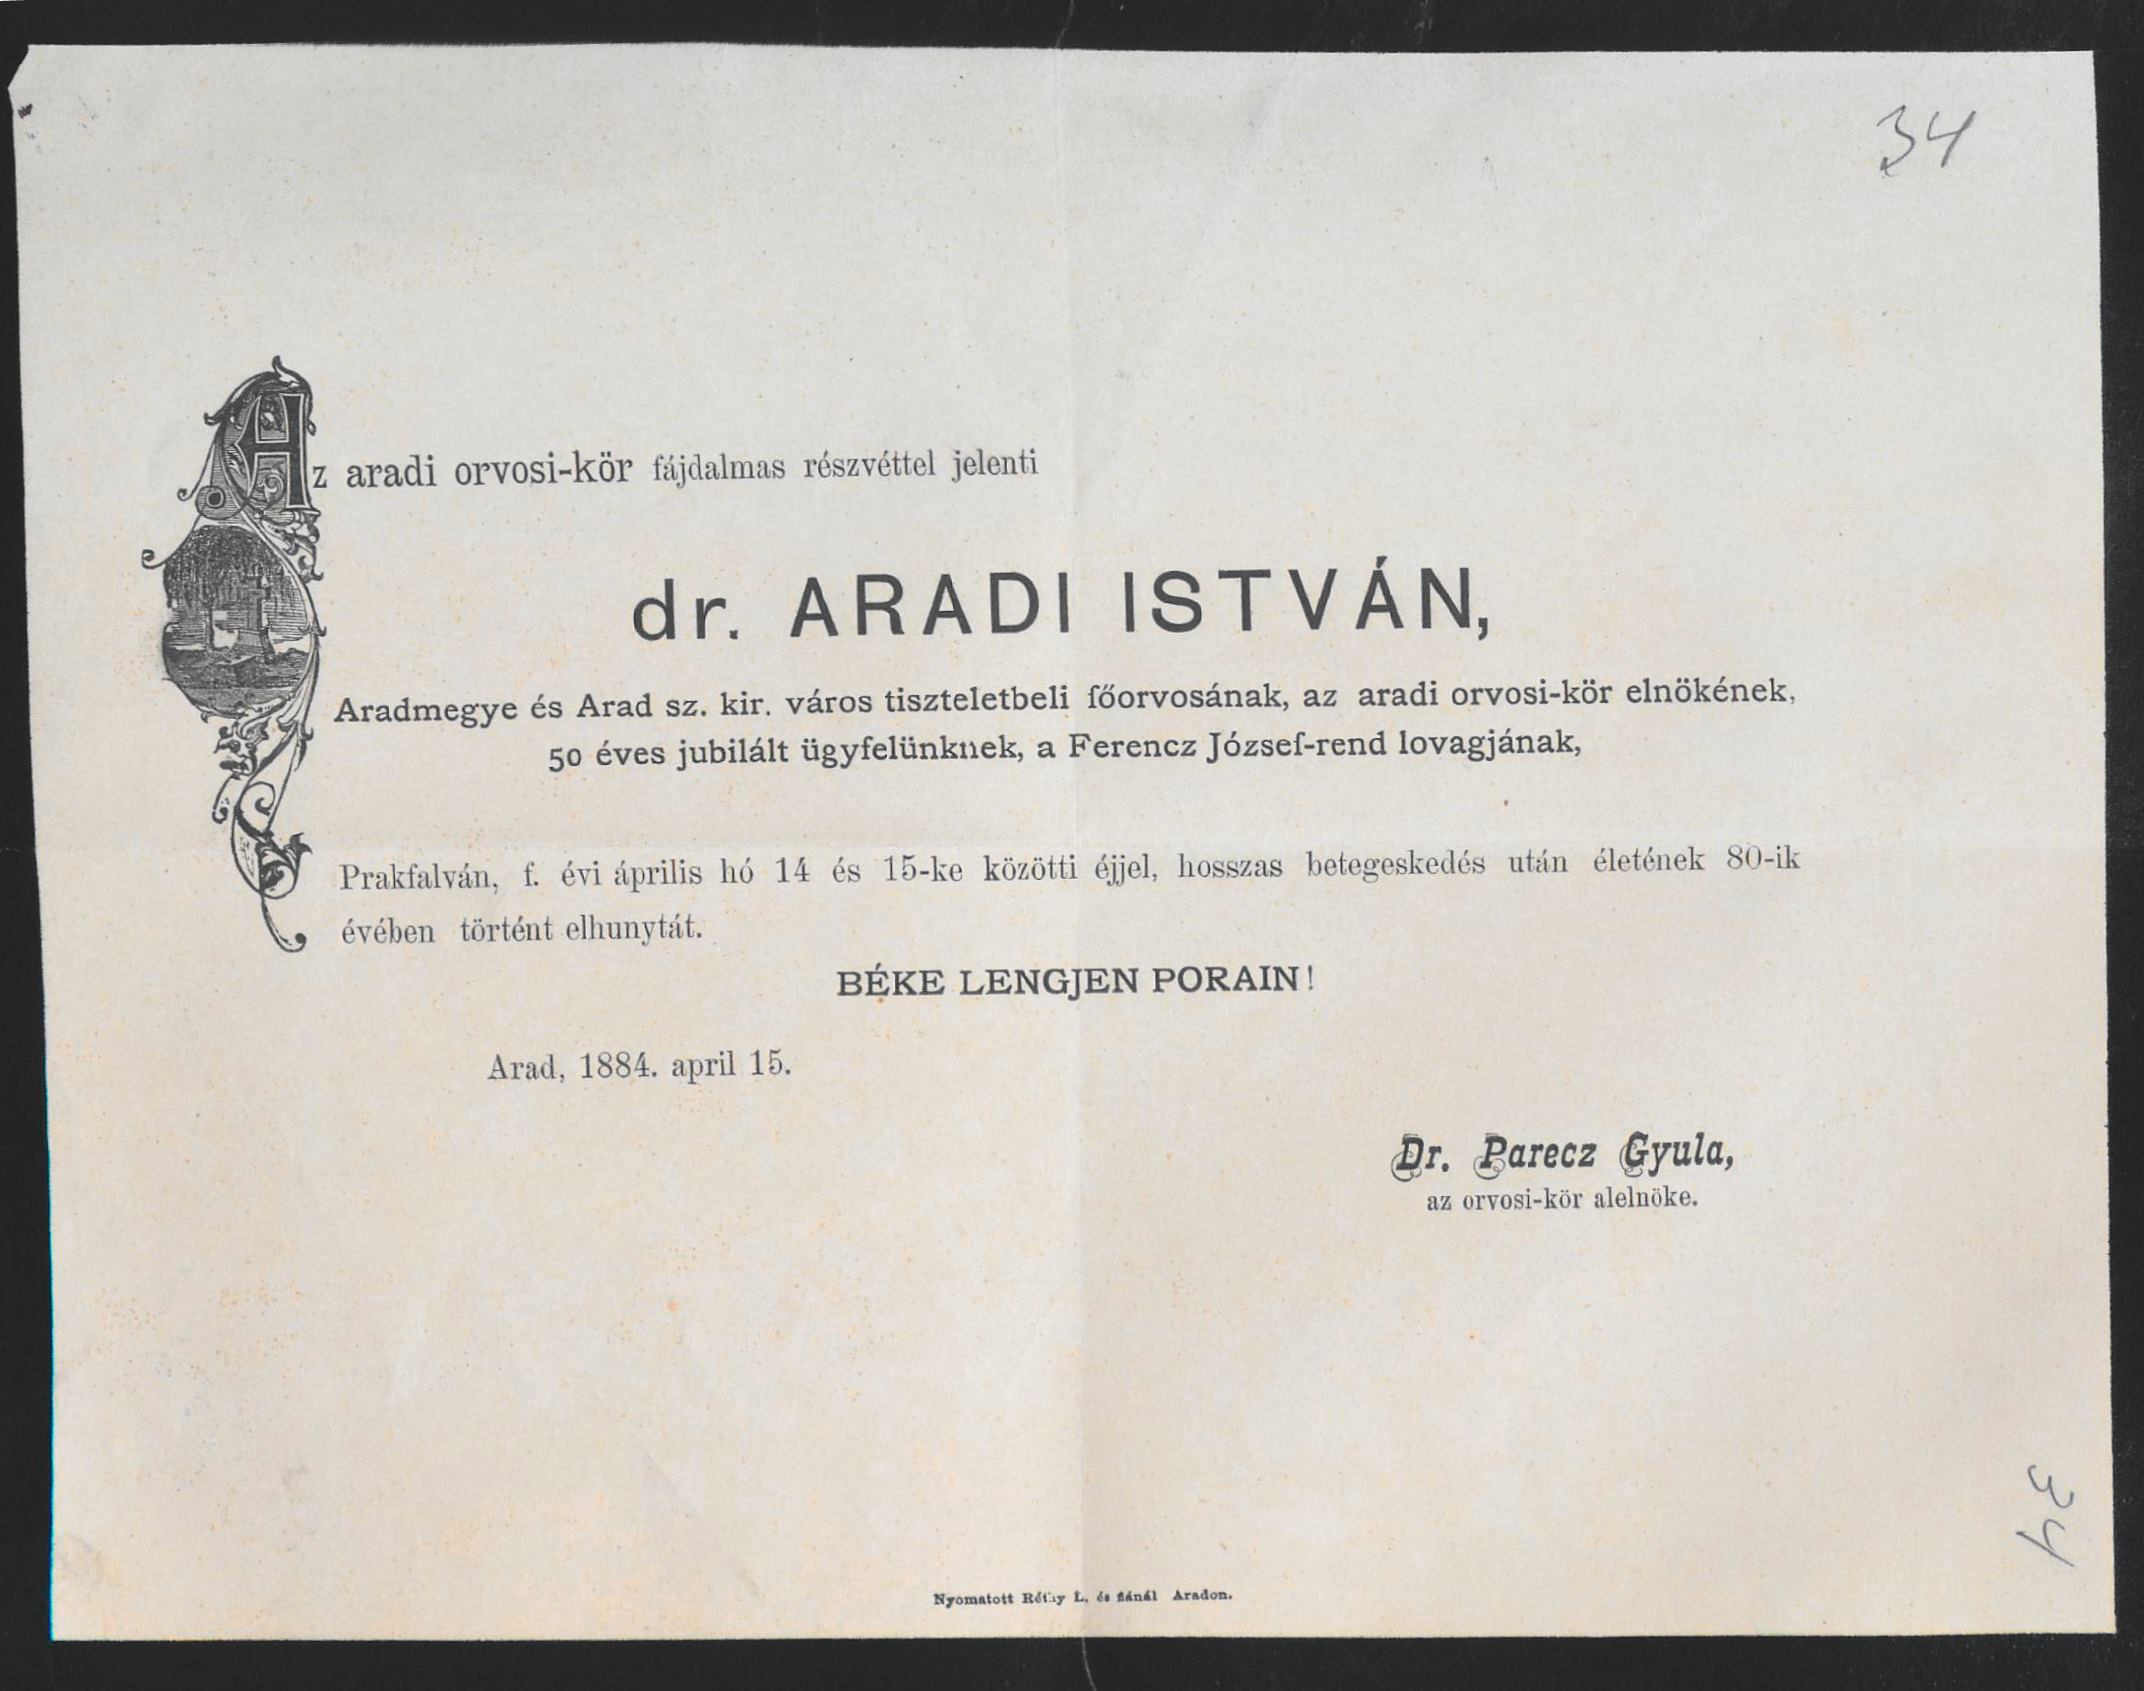 34
Az aradi orvosi-kör fájdalmas részvéttel jelenti
dr. ARADI ISTVÁN,
Aradmegye és Arad sz. kir. város tiszteletbeli főorvosának, az aradi orvosi-kör elnökének,
50 éves jubilált ügyfelünknek, a Ferencz József-rend lovagjának,
Prakfalván, f. évi április hó 14 és 15-ke közötti éjjel, hosszas betegeskedés után életének 80-ik
évében történt elhunytát.
BÉKE LENGJEN PORAIN!
Arad, 1884. april 15.
Dr. Parecz Gyula,
az orvosi-kör alelnöke.
34
Nyomatott Réthy L. és fiánál Aradon.